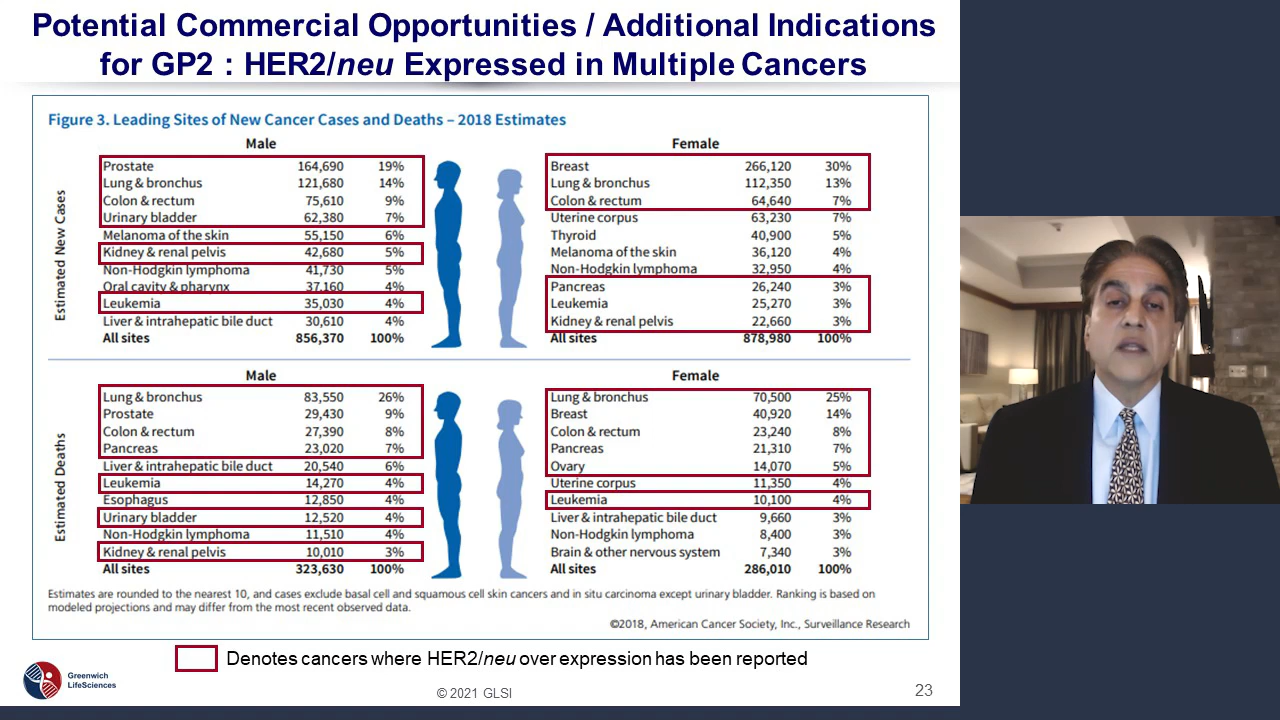 Potential Commercial Opportunities / Additional Indications
for GP2 : HER2/neu Expressed in Multiple Cancers
Figure 3. Leading Sites of New Cancer Cases and Deaths – 2018 Estimates
Estimated New Cases
Male
Prostate 164,690 19%
Lung & bronchus 121,680 14%
Colon & rectum 75,610 9%
Urinary bladder 62,380 7%
Melanoma of the skin 55,150 6%
Kidney & renal pelvis 42,680 5%
Non-Hodgkin lymphoma 41,730 5%
Oral cavity & pharynx 37,160 4%
Leukemia 35,030 4%
Liver & intrahepatic bile duct 30,610 4%
All sites 856,370 100%
Female
Breast 266,120 30%
Lung & bronchus 112,350 13%
Colon & rectum 64,640 7%
Uterine corpus 63,230 7%
Thyroid 40,900 5%
Melanoma of the skin 36,120 4%
Non-Hodgkin lymphoma 32,950 4%
Pancreas 26,240 3%
Leukemia 25,270 3%
Kidney & renal pelvis 22,660 3%
All sites 878,980 100%
Estimated Deaths
Male
Lung & bronchus 83,550 26%
Prostate 29,430 9%
Colon & rectum 27,390 8%
Pancreas 23,020 7%
Liver & intrahepatic bile duct 20,540 6%
Leukemia 14,270 4%
Esophagus 12,850 4%
Urinary bladder 12,520 4%
Non-Hodgkin lymphoma 11,510 4%
Kidney & renal pelvis 10,010 3%
All sites 323,630 100%
Female
Lung & bronchus 70,500 25%
Breast 40,920 14%
Colon & rectum 23,240 8%
Pancreas 21,310 7%
Ovary 14,070 5%
Uterine corpus 11,350 4%
Leukemia 10,100 4%
Liver & intrahepatic bile duct 9,660 3%
Non-Hodgkin lymphoma 8,400 3%
Brain & other nervous system 7,340 3%
All sites 286,010 100%
Estimates are rounded to the nearest 10, and cases exclude basal cell and squamous cell skin cancers and in situ carcinoma except urinary bladder. Ranking is based on
modeled projections and may differ from the most recent observed data.
©2018, American Cancer Society, Inc., Surveillance Research
Denotes cancers where HER2/neu over expression has been reported
Greenwich
LifeSciences
© 2021 GLSI
23